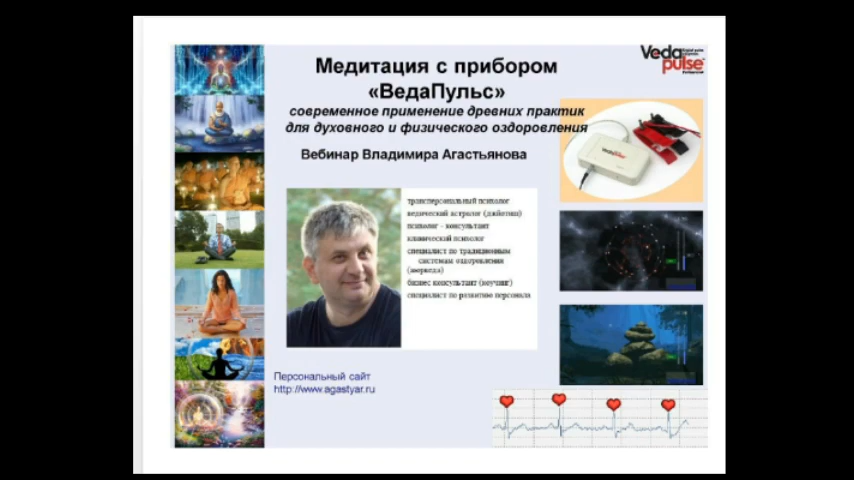 Медитация с прибором
«ВедаПульс»
современное применение древних практик
для духовного и физического оздоровления
Вебинар Владимира Агастьянова
Veda
pulse
VedaPulse
трансперсональный психолог
ведический астролог (джйотиш)
психолог - консультант
клинический психолог
специалист по традиционным
системам оздоровления
(аюрведа)
бизнес консультант (коучинг)
специалист по развитию персонала
Персональный сайт
http://www.agastyar.ru